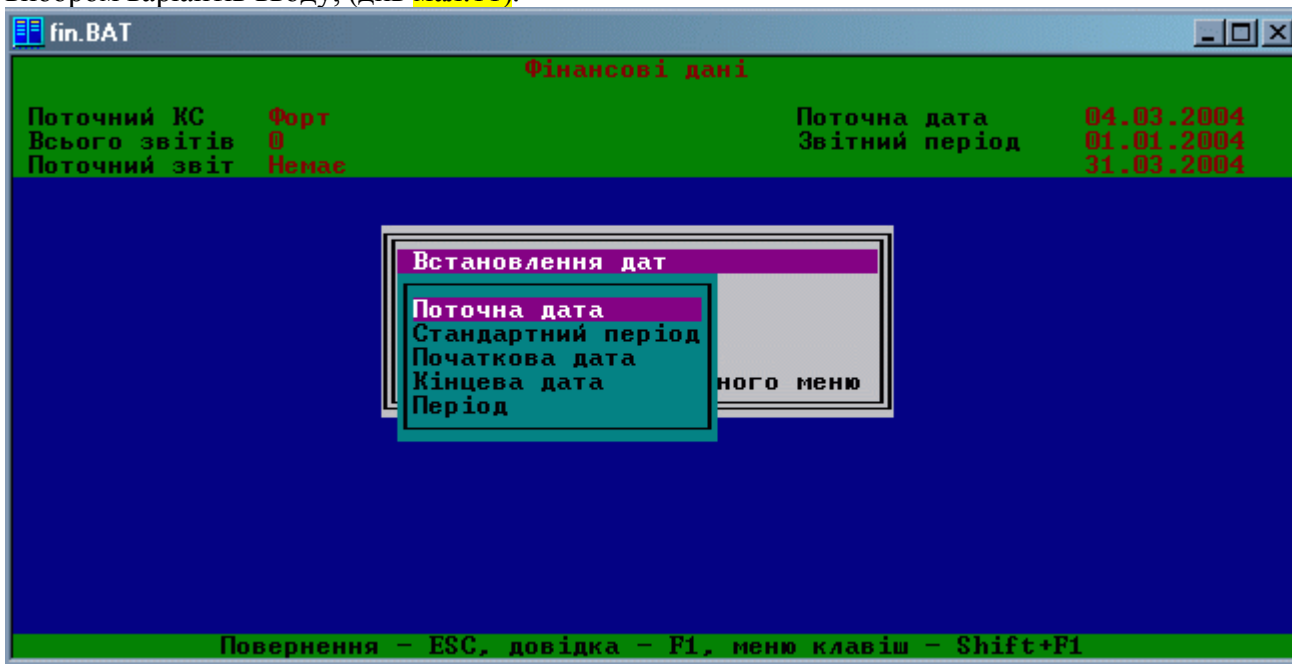 fin.BAT
Фінансові дані
Поточний КС Форт Поточна дата 04.03.2004
Всього звітів 0 Звітний період 01.01.2004
Поточний звіт Немає 31.03.2004
Встановлення дат
Поточна дата
Стандартний період
Початкова дата
Кінцева дата ного меню
Період
Повернення - ESC, довідка - F1, меню клавіш - Shift+F1